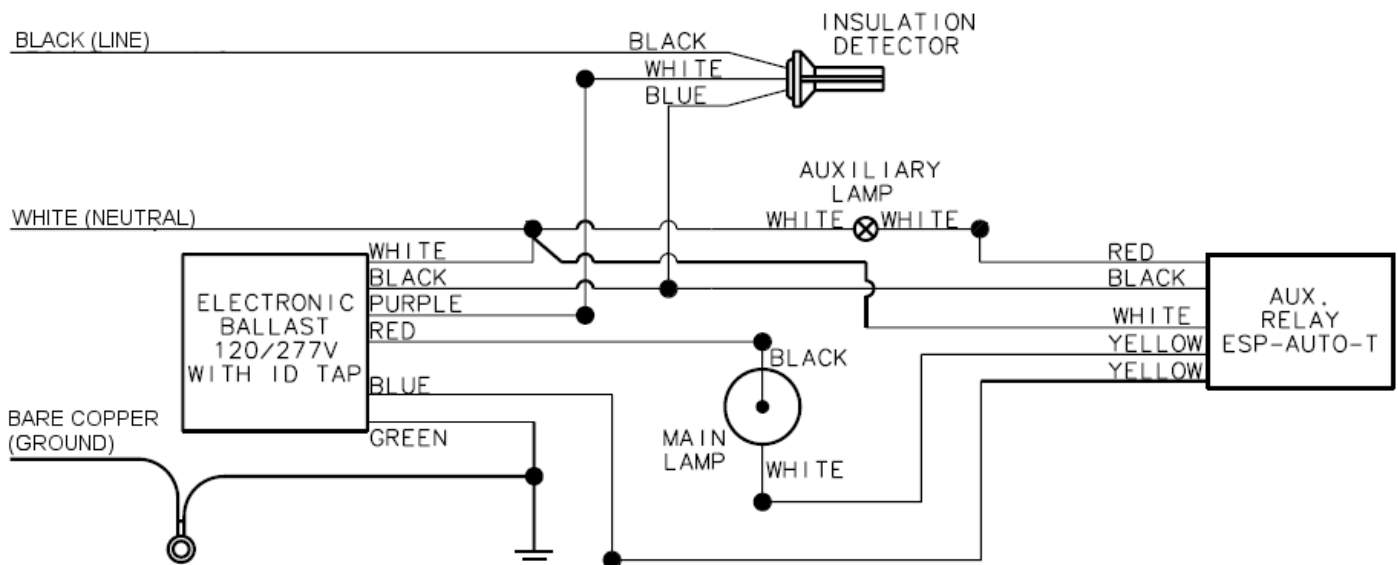 INSULATION
DETECTOR
BLACK (LINE)
BLACK
WHITE
BLUE
AUXILIARY
LAMP
WHITE (NEUTRAL)
WHITE
WHITE
WHITE
BLACK
PURPLE
RED
BLUE
GREEN
ELECTRONIC
BALLAST
120/277V
WITH ID TAP
RED
BLACK
WHITE
YELLOW
YELLOW
AUX.
RELAY
ESP-AUTO-T
BLACK
MAIN
LAMP
WHITE
BARE COPPER
(GROUND)